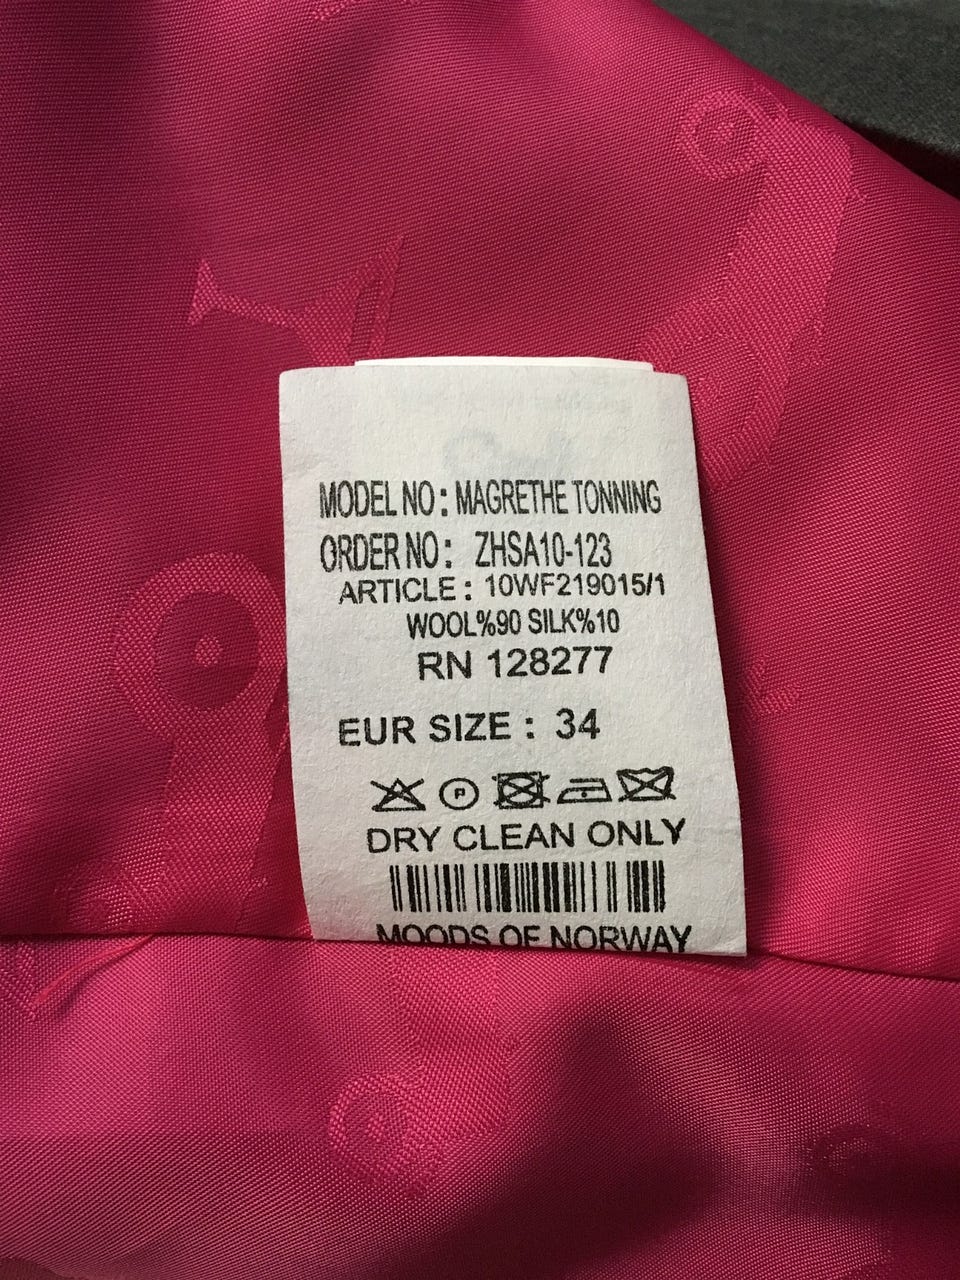 MODEL NO: MAGRETHE TONNING
ORDER NO: ZHSA10-123
ARTICLE: 10WF219015/1
WOOL%90 SILK%10
RN 128277
EUR SIZE: 34
P
DRY CLEAN ONLY
MOODS OF NORWAY